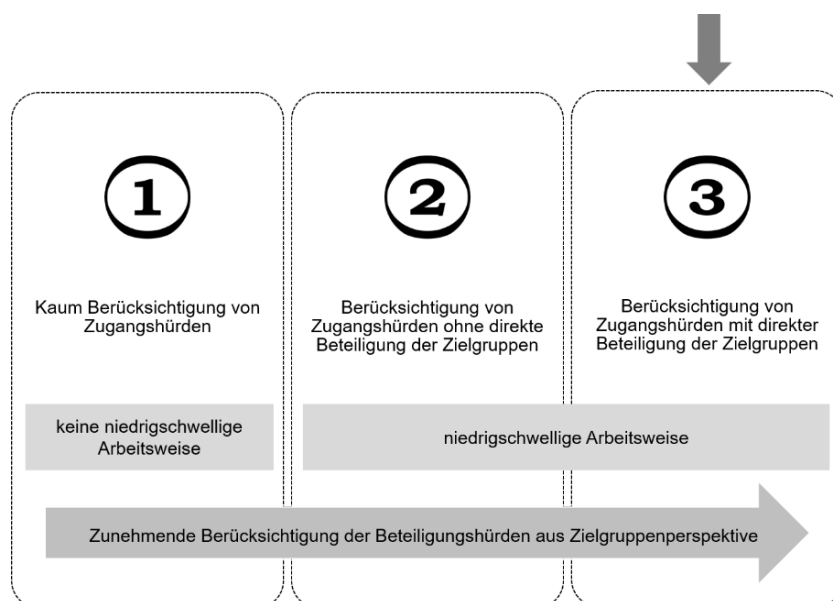 1
2
3
Kaum Berücksichtigung von
Zugangshürden
Berücksichtigung von
Zugangshürden ohne direkte
Beteiligung der Zielgruppen
Berücksichtigung von
Zugangshürden mit direkter
Beteiligung der Zielgruppen
keine niedrigschwellige
Arbeitsweise
niedrigschwellige Arbeitsweise
Zunehmende Berücksichtigung der Beteiligungshürden aus Zielgruppenperspektive